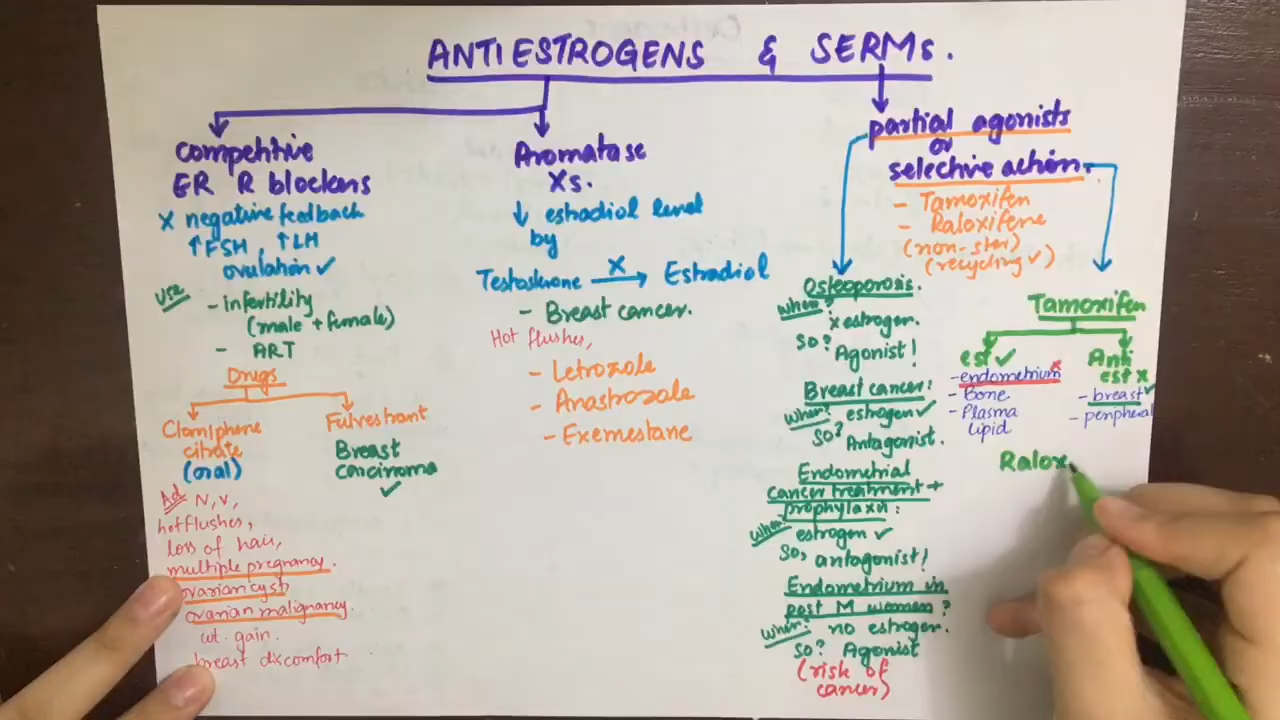 ANTIESTROGENS & SERMs.
Competitive
ER R blockers
x negative feedback
↑FSH, ↑LH
ovulation ✓
Use
- infertility
(male + female)
- ART
Drugs
Clomiphene
citrate
(oral)
Fulvestrant
Breast
carcinoma
✓
Ad. N, V,
hot flushes,
loss of hair,
multiple pregnancy.
ovarian cyst
ovarian malignancy.
wt. gain.
breast discomfort
Aromatase
Xs.
↓ estradiol level
by
Testosterone x→ Estradiol
- Breast cancer.
Hot flushes,
- Letrozole
- Anastrozole
- Exemestane
partial agonists
or
selective action.
- Tamoxifen
- Raloxifene
(non-ster)
(recycling ✓)
Osteoporosis.
When?
x estrogen.
So? Agonist!
Breast cancer:
When? estrogen ✓
So? Antagonist.
Endometrial
cancer treatment +
prophylaxis:
When? estrogen ✓
So, antagonist!
Endometrium in
post M women?
When? no estrogen.
So? Agonist
(risk of
cancer)
Tamoxifen
est ✓
- endometrium x
- Bone
- Plasma
lipid
Anti
est x
- breast ✓
- peripheral
Ralox